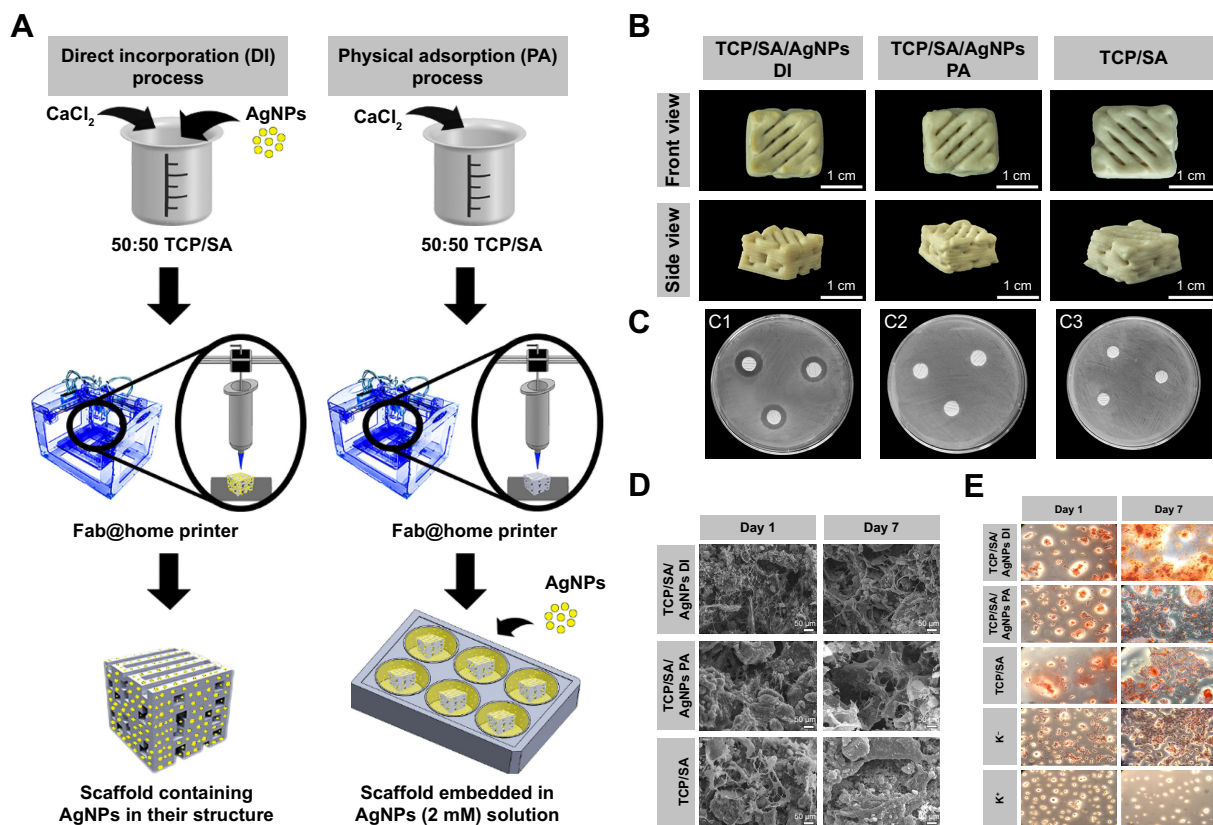 A
Direct incorporation (DI)
process
CaCl₂
AgNPs
50:50 TCP/SA
Fab@home printer
Scaffold containing
AgNPs in their structure
Physical adsorption (PA)
process
CaCl₂
50:50 TCP/SA
Fab@home printer
AgNPs
Scaffold embedded in
AgNPs (2 mM) solution
B
TCP/SA/AgNPs
DI
TCP/SA/AgNPs
PA
TCP/SA
Front view
1 cm
1 cm
1 cm
Side view
1 cm
1 cm
1 cm
C
C1
C2
C3
D
Day 1
Day 7
TCP/SA/
AgNPs DI
50 µm
50 µm
TCP/SA/
AgNPs PA
50 µm
50 µm
TCP/SA
50 µm
50 µm
E
Day 1
Day 7
TCP/SA/
AgNPs DI
TCP/SA/
AgNPs PA
TCP/SA
K⁻
K⁺